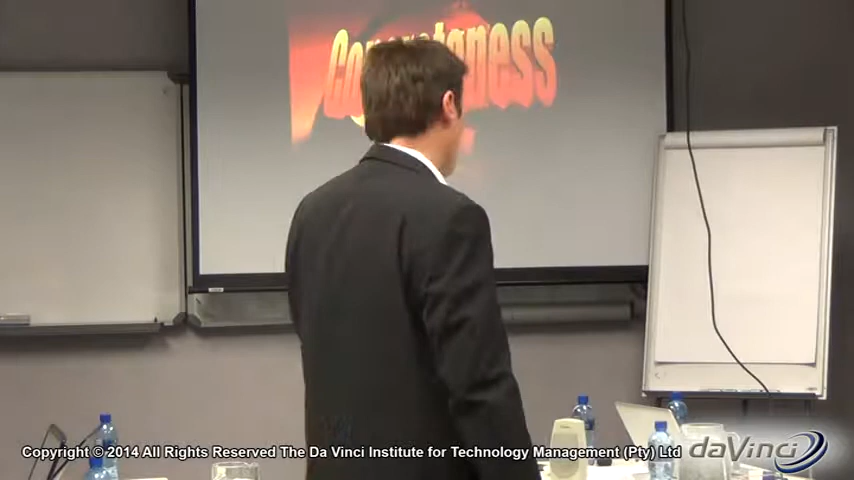 Copyright © 2014 All Rights Reserved The Da Vinci Institute for Technology Management (Pty) Ltd
daVinci